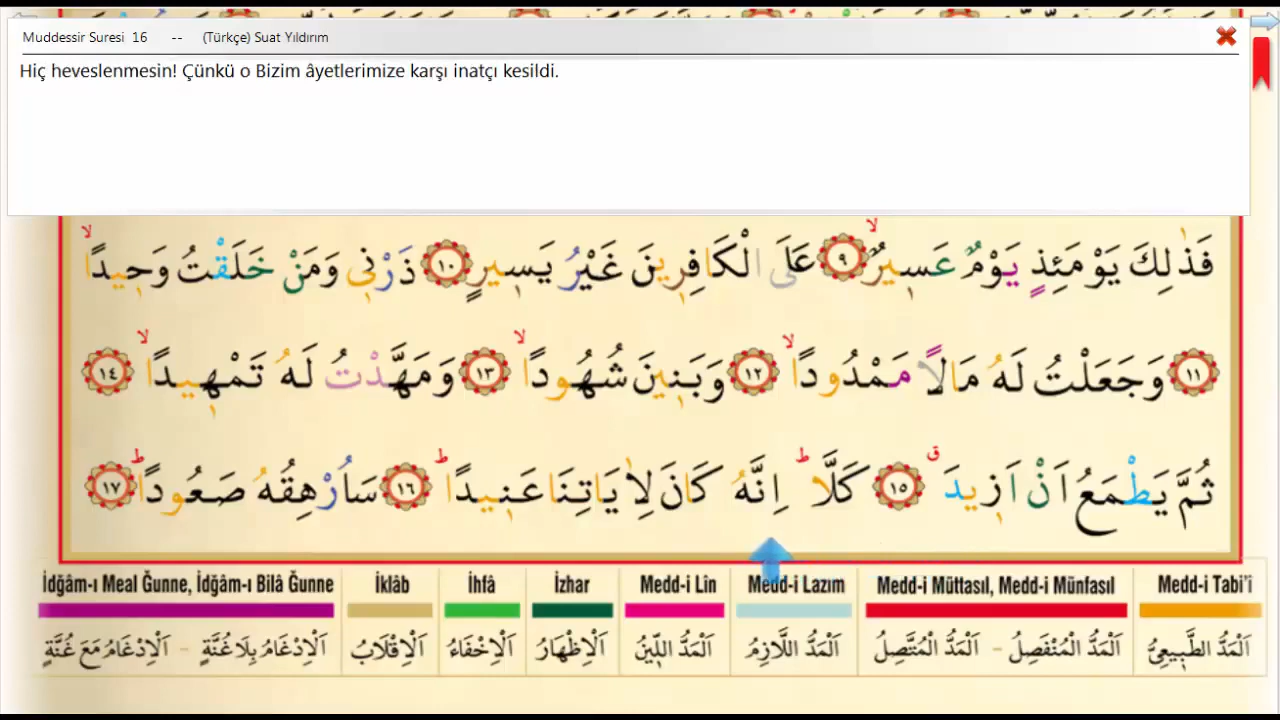 Muddessir Suresi 16 -- (Türkçe) Suat Yıldırım
Hiç heveslenmesin! Çünkü o Bizim âyetlerimize karşı inatçı kesildi.
فَذٰلِكَ يَوْمَئِذٍ يَوْمٌ عَسِيرٌۙ ﴿٩﴾ عَلَى الْكَافِرِينَ غَيْرُ يَسِيرٍ ﴿١٠﴾ ذَرْنِى وَمَنْ خَلَقْتُ وَحِيدًاۙ
﴿١١﴾ وَجَعَلْتُ لَهُ مَالًا مَمْدُودًاۙ ﴿١٢﴾ وَبَنِينَ شُهُودًاۙ ﴿١٣﴾ وَمَهَّدْتُ لَهُ تَمْهِيدًاۙ ﴿١٤﴾
ثُمَّ يَطْمَعُ اَنْ اَزِيدَۗ ﴿١٥﴾ كَلَّاۜ اِنَّهُ كَانَ لِاٰيَاتِنَا عَنِيدًاۜ ﴿١٦﴾ سَاُرْهِقُهُ صَعُودًاۜ ﴿١٧﴾
İdğâm-ı Meal Ğunne, İdğâm-ı Bilâ Ğunne İklâb İhfâ İzhar Medd-i Lîn Medd-i Lazım Medd-i Müttasıl, Medd-i Münfasıl Medd-i Tabi'î
اَلْمَدُّ الطَّبِيعِىُّ اَلْمَدُّ الْمُنْفَصِلُ – اَلْمَدُّ الْمُتَّصِلُ اَلْمَدُّ اللَّازِمُ اَلْمَدُّ اللِّينُ اَلْاِظْهَارُ اَلْاِخْفَاءُ اَلْاِقْلَابُ اَلْاِدْغَامُ بِلَاغُنَّةٍ – اَلْاِدْغَامُ مَعَ غُنَّةٍ